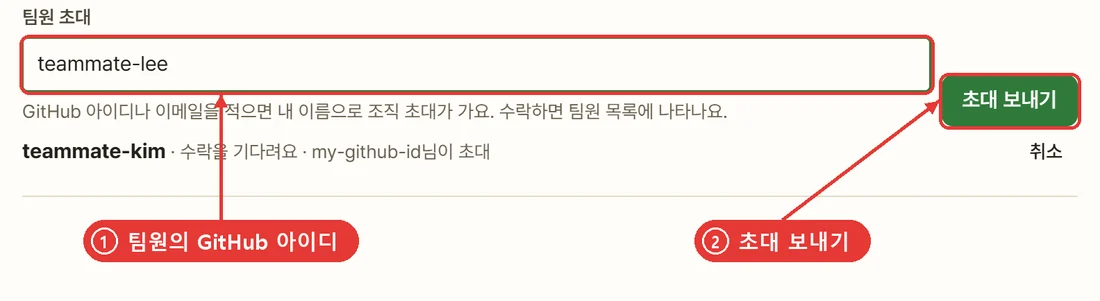 팀원 초대
teammate-lee
GitHub 아이디나 이메일을 적으면 내 이름으로 조직 초대가 가요. 수락하면 팀원 목록에 나타나요.
초대 보내기
teammate-kim · 수락을 기다려요 · my-github-id님이 초대
취소
① 팀원의 GitHub 아이디
② 초대 보내기